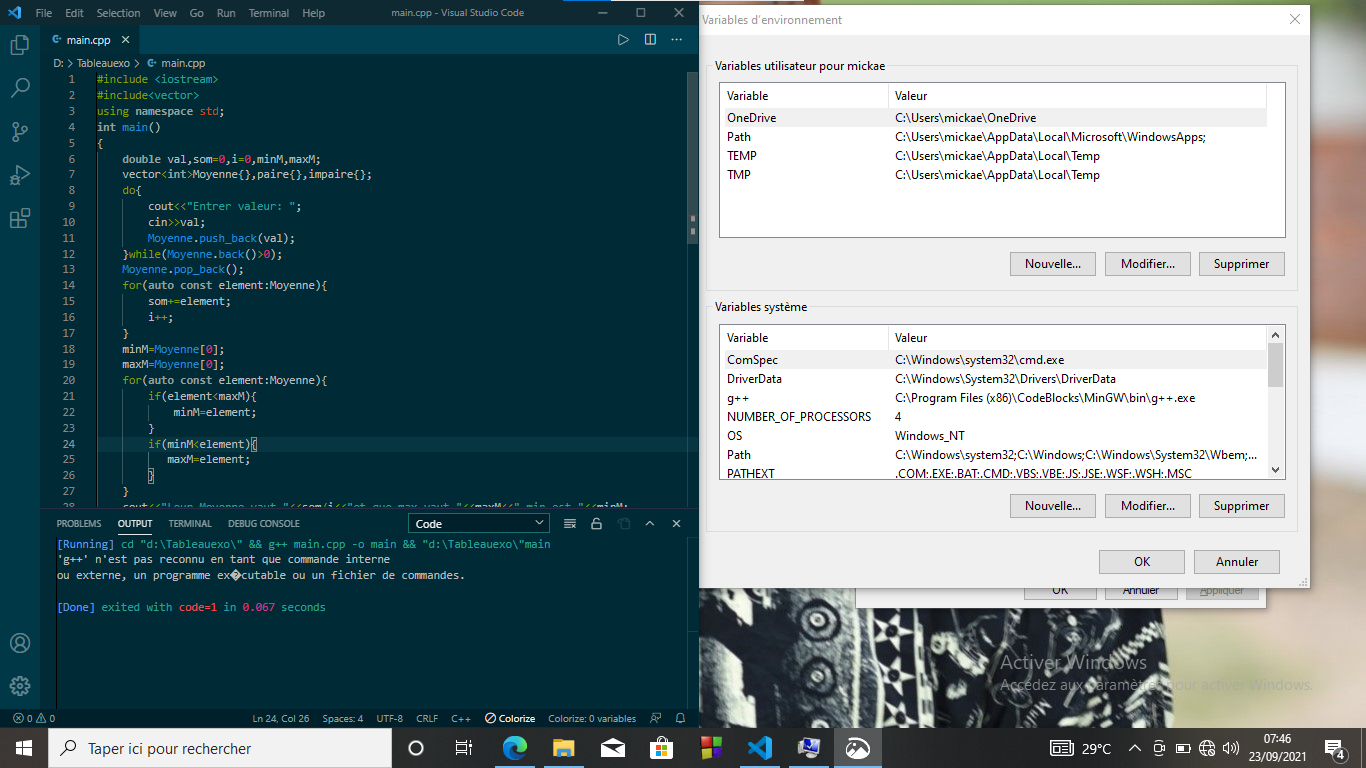 File Edit Selection View Go Run Terminal Help main.cpp - Visual Studio Code
main.cpp
D: > Tableauexo > main.cpp
1 #include <iostream>
2 #include<vector>
3 using namespace std;
4 int main()
5 {
6 double val,som=0,i=0,minM,maxM;
7 vector<int>Moyenne{},paire{},impaire{};
8 do{
9 cout<<"Entrer valeur: ";
10 cin>>val;
11 Moyenne.push_back(val);
12 }while(Moyenne.back()>0);
13 Moyenne.pop_back();
14 for(auto const element:Moyenne){
15 som+=element;
16 i++;
17 }
18 minM=Moyenne[0];
19 maxM=Moyenne[0];
20 for(auto const element:Moyenne){
21 if(element<maxM){
22 minM=element;
23 }
24 if(minM<element){
25 maxM=element;
26 }
27 }
PROBLEMS OUTPUT TERMINAL DEBUG CONSOLE Code
[Running] cd "d:\Tableauexo\" && g++ main.cpp -o main && "d:\Tableauexo\"main
'g++' n'est pas reconnu en tant que commande interne
ou externe, un programme ex�cutable ou un fichier de commandes.
[Done] exited with code=1 in 0.067 seconds
0 0 Ln 24, Col 26 Spaces: 4 UTF-8 CRLF C++ Colorize Colorize: 0 variables
Variables d'environnement
Variables utilisateur pour mickae
Variable Valeur
OneDrive C:\Users\mickae\OneDrive
Path C:\Users\mickae\AppData\Local\Microsoft\WindowsApps;
TEMP C:\Users\mickae\AppData\Local\Temp
TMP C:\Users\mickae\AppData\Local\Temp
Nouvelle... Modifier... Supprimer
Variables système
Variable Valeur
ComSpec C:\Windows\system32\cmd.exe
DriverData C:\Windows\System32\Drivers\DriverData
g++ C:\Program Files (x86)\CodeBlocks\MinGW\bin\g++.exe
NUMBER_OF_PROCESSORS 4
OS Windows_NT
Path C:\Windows\system32;C:\Windows;C:\Windows\System32\Wbem;...
PATHEXT .COM;.EXE;.BAT;.CMD;.VBS;.VBE;.JS;.JSE;.WSF;.WSH;.MSC
Nouvelle... Modifier... Supprimer
OK Annuler
OK Annuler Appliquer
Activer Windows
Accédez aux paramètres pour activer Windows.
Taper ici pour rechercher
29°C
07:46
23/09/2021
4